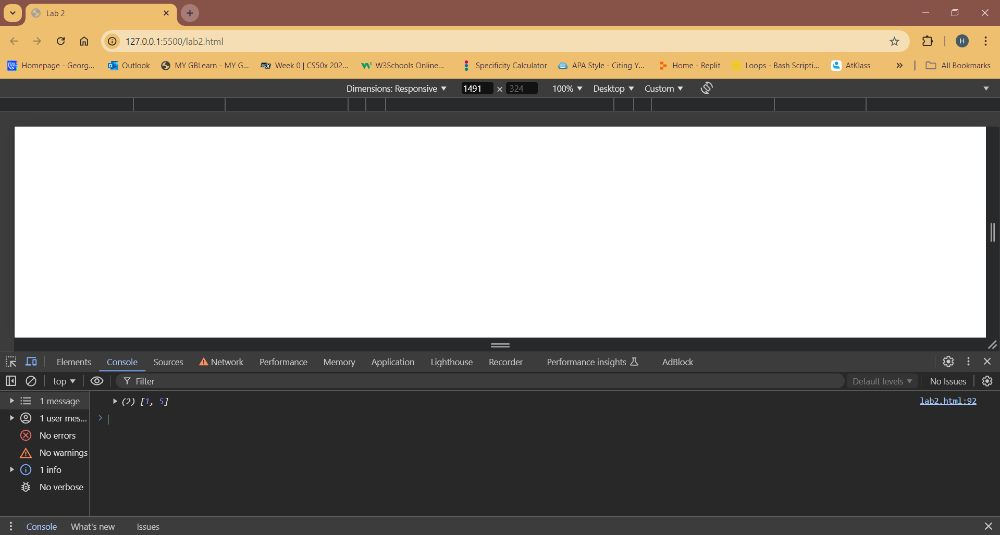 Lab 2
127.0.0.1:5500/lab2.html
H
Homepage - Georg... Outlook MY GBLearn - MY G... edX Week 0 | CS50x 202... W3Schools Online... Specificity Calculator APA Style - Citing Y... Home - Replit Loops - Bash Scripti... AtKlass » All Bookmarks
Dimensions: Responsive 1491 × 324 100% Desktop Custom
Elements Console Sources Network Performance Memory Application Lighthouse Recorder Performance insights AdBlock
top Filter Default levels No Issues
1 message
(2) [1, 5] lab2.html:92
1 user mes...
>
No errors
No warnings
1 info
No verbose
Console What's new Issues